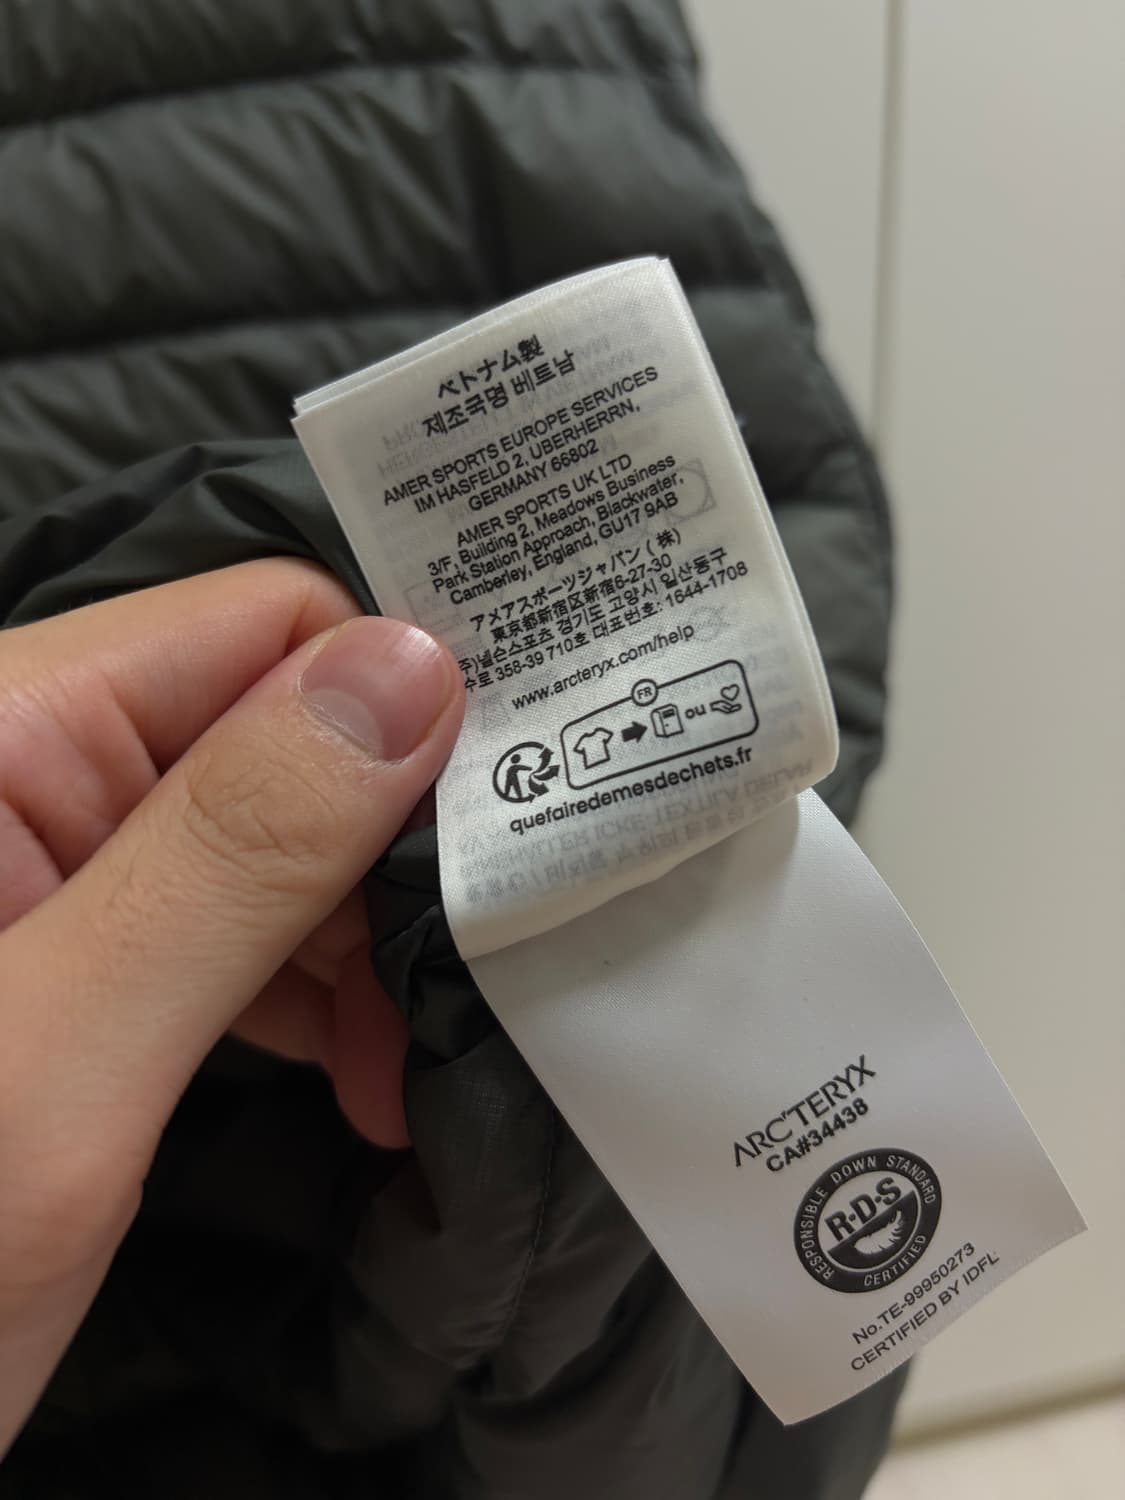 ベトナム製
제조국명 베트남
AMER SPORTS EUROPE SERVICES
IM HASFELD 2, UBERHERRN,
GERMANY 66802
AMER SPORTS UK LTD
3/F, Building 2, Meadows Business
Park Station Approach, Blackwater,
Camberley, England, GU17 9AB
アメアスポーツジャパン(株)
東京都新宿区新宿6-27-30
주)넬슨스포츠 경기도 고양시 일산동구
수로 358-39 710호 대표번호: 1644-1708
www.arcteryx.com/help
FR
ou
quefairedemesdechets.fr
ARC'TERYX
CA#34438
RESPONSIBLE DOWN STANDARD
R·D·S
CERTIFIED
No.TE-99950273
CERTIFIED BY IDFL